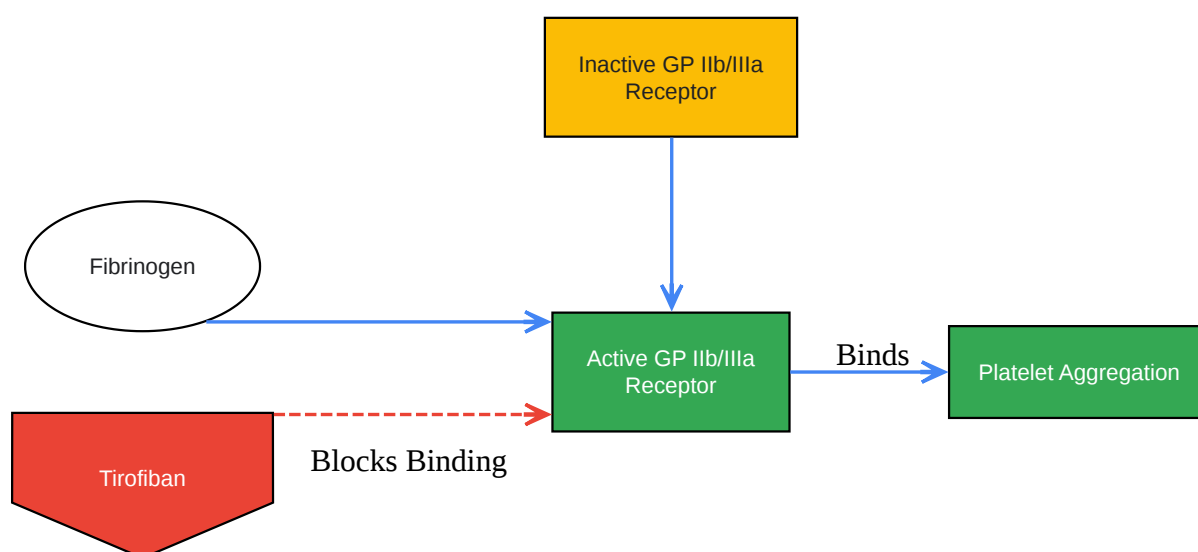 Inactive GP IIb/IIIa
Receptor
Fibrinogen
Active GP IIb/IIIa
Receptor
Binds
Platelet Aggregation
Tirofiban
Blocks Binding